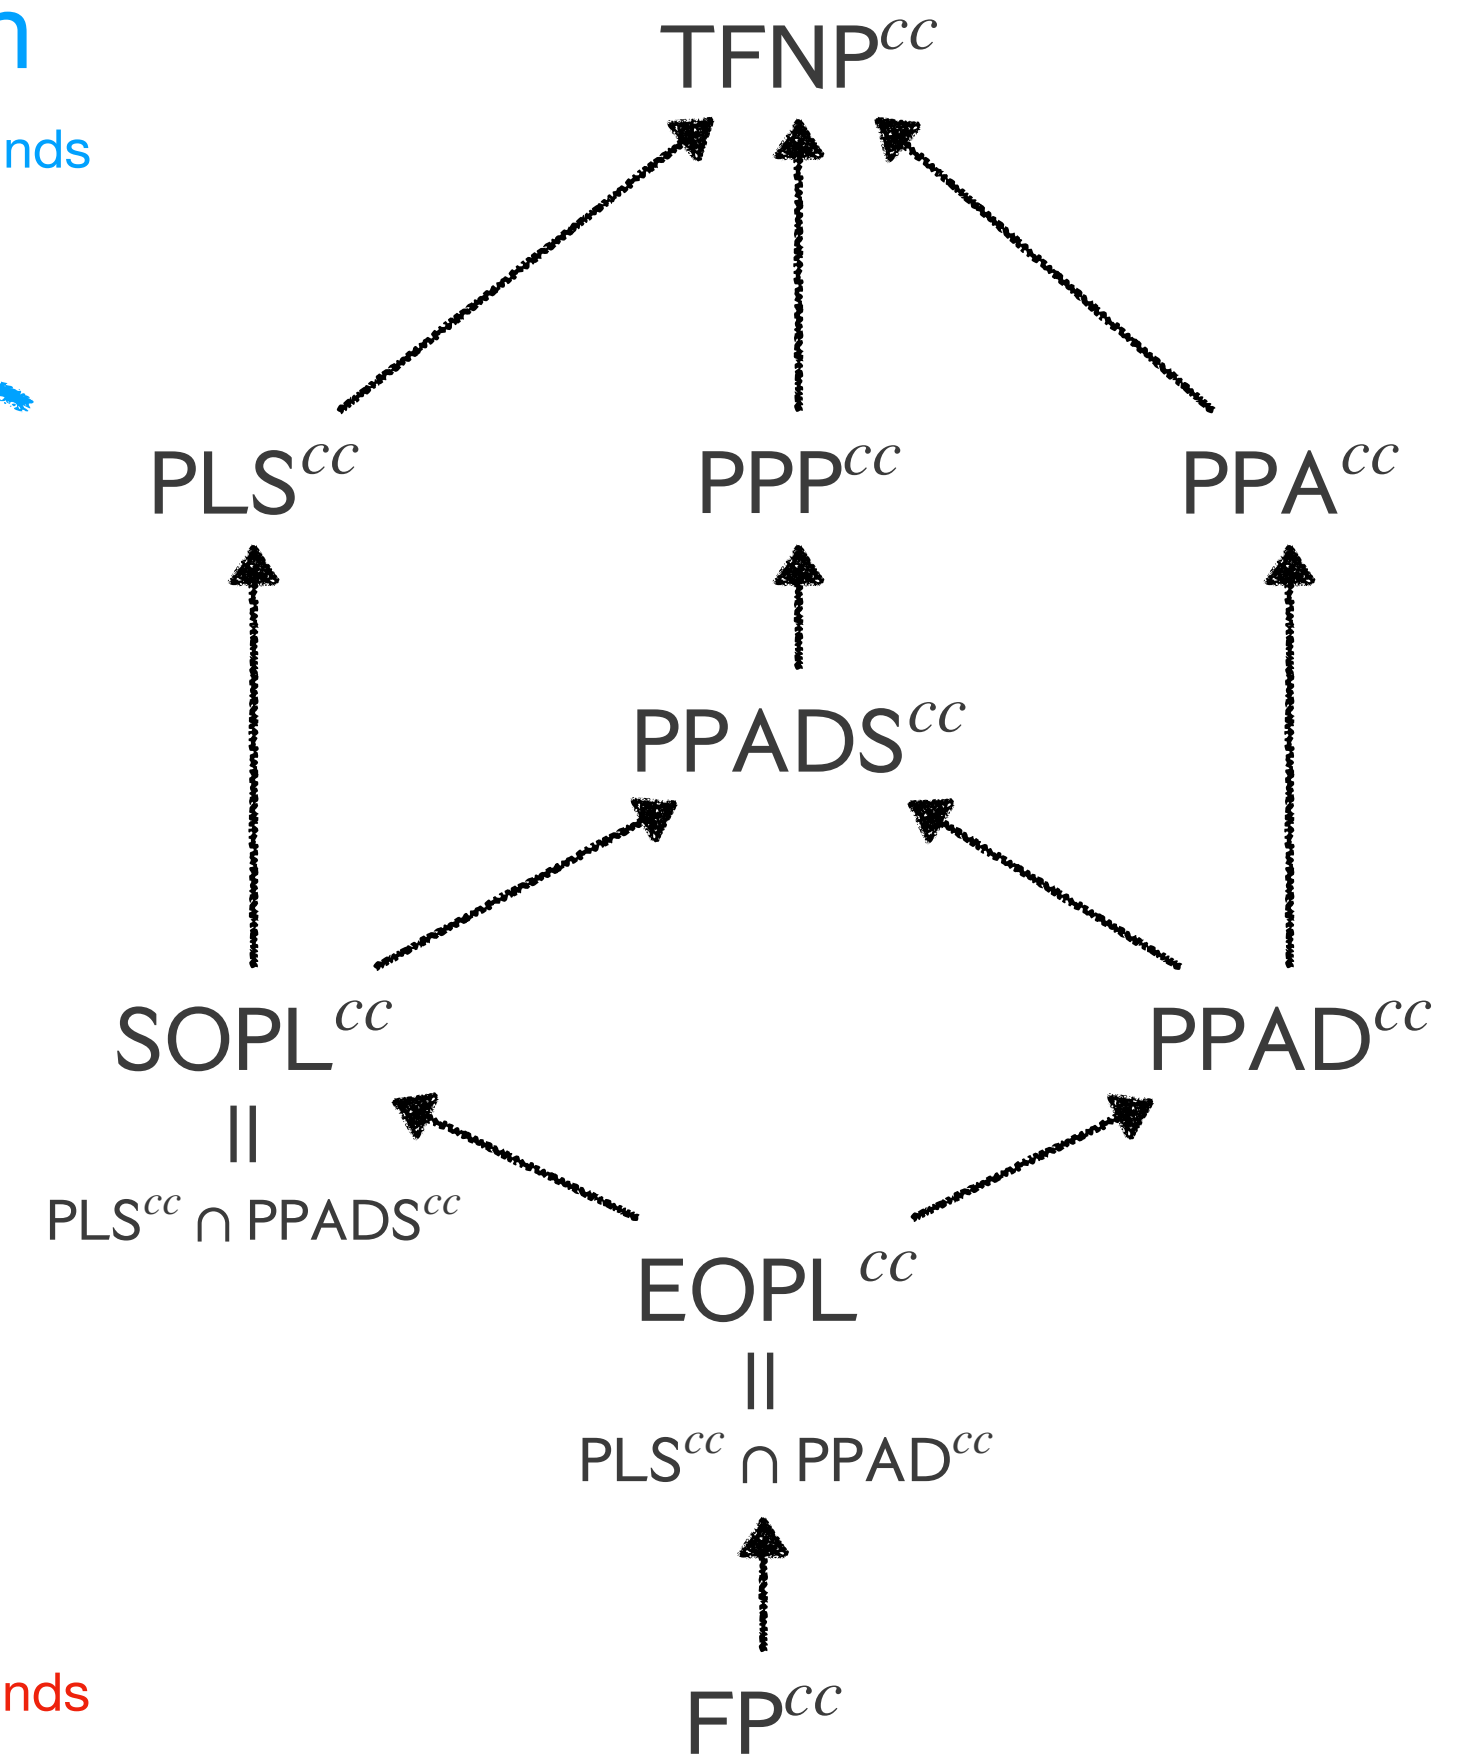 n
TFNP^{cc}
nds
PLS^{cc} PPP^{cc} PPA^{cc}
PPADS^{cc}
SOPL^{cc} PPAD^{cc}
=
PLS^{cc} ∩ PPADS^{cc}
EOPL^{cc}
=
PLS^{cc} ∩ PPAD^{cc}
nds
FP^{cc}